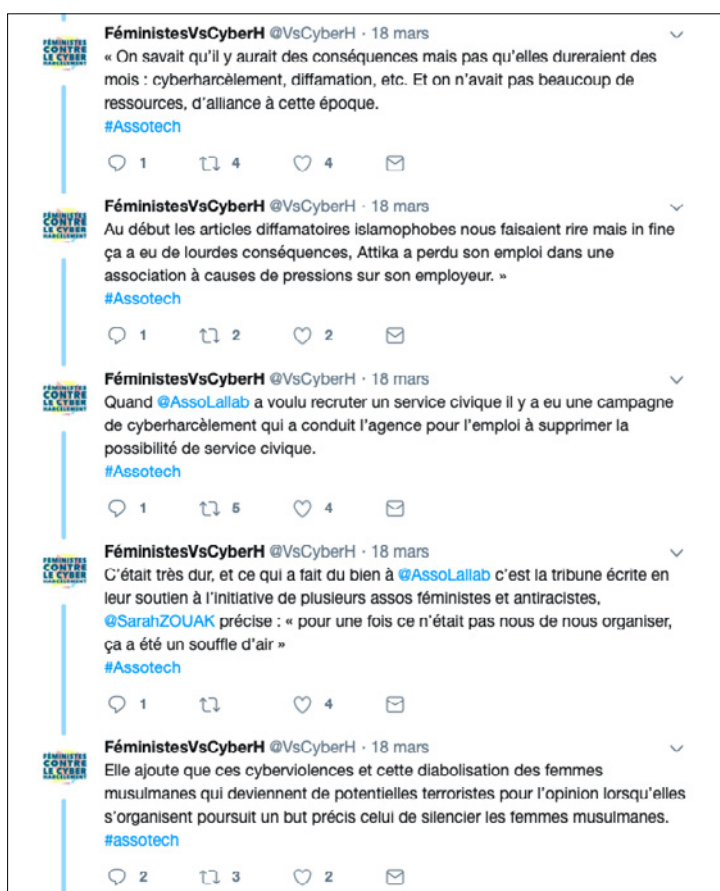 FéministesVsCyberH @VsCyberH · 18 mars
« On savait qu'il y aurait des conséquences mais pas qu'elles dureraient des
mois : cyberharcèlement, diffamation, etc. Et on n'avait pas beaucoup de
ressources, d'alliance à cette époque.
#Assotech
1 4 4
FéministesVsCyberH @VsCyberH · 18 mars
Au début les articles diffamatoires islamophobes nous faisaient rire mais in fine
ça a eu de lourdes conséquences, Attika a perdu son emploi dans une
association à causes de pressions sur son employeur. »
#Assotech
1 2 2
FéministesVsCyberH @VsCyberH · 18 mars
Quand @AssoLallab a voulu recruter un service civique il y a eu une campagne
de cyberharcèlement qui a conduit l'agence pour l'emploi à supprimer la
possibilité de service civique.
#Assotech
1 5 4
FéministesVsCyberH @VsCyberH · 18 mars
C'était très dur, et ce qui a fait du bien à @AssoLallab c'est la tribune écrite en
leur soutien à l'initiative de plusieurs assos féministes et antiracistes,
@SarahZOUAK précise : « pour une fois ce n'était pas nous de nous organiser,
ça a été un souffle d'air »
#Assotech
1 4
FéministesVsCyberH @VsCyberH · 18 mars
Elle ajoute que ces cyberviolences et cette diabolisation des femmes
musulmanes qui deviennent de potentielles terroristes pour l'opinion lorsqu'elles
s'organisent poursuit un but précis celui de silencier les femmes musulmanes.
#assotech
2 3 2